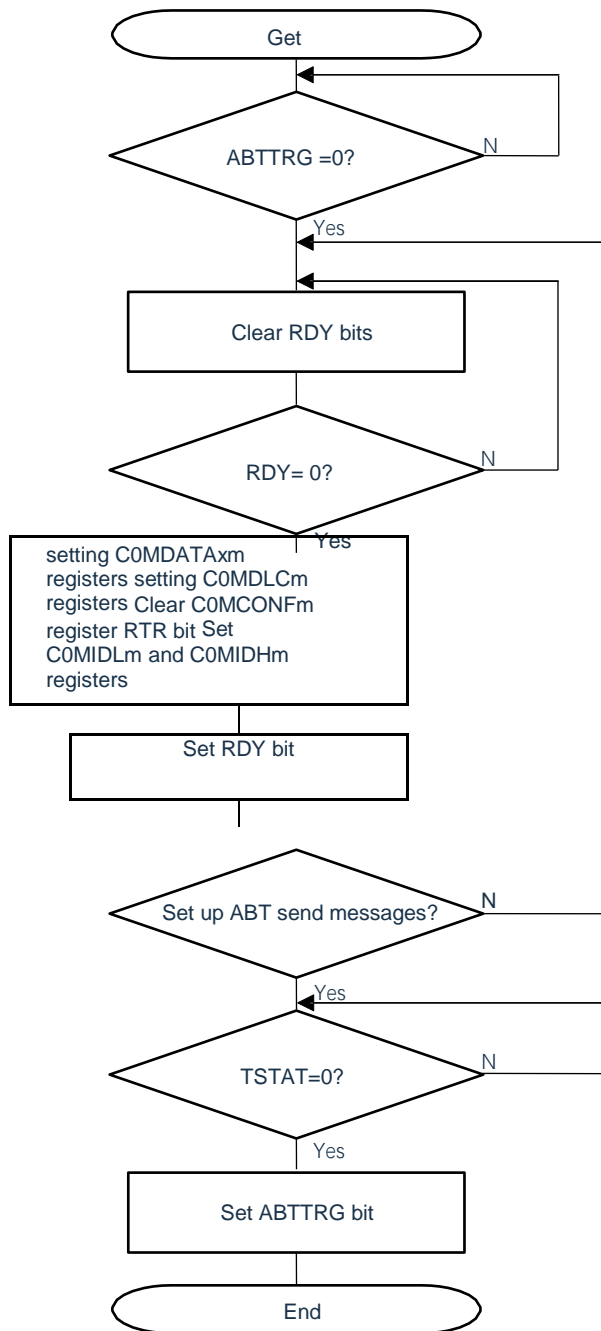 Get
ABTTRG =0?
N
Yes
Clear RDY bits
RDY= 0?
N
Yes
setting C0MDATAxm
registers setting C0MDLCm
registers Clear C0MCONFm
register RTR bit Set
C0MIDLm and C0MIDHm
registers
Set RDY bit
Set up ABT send messages?
N
Yes
TSTAT=0?
N
Yes
Set ABTTRG bit
End